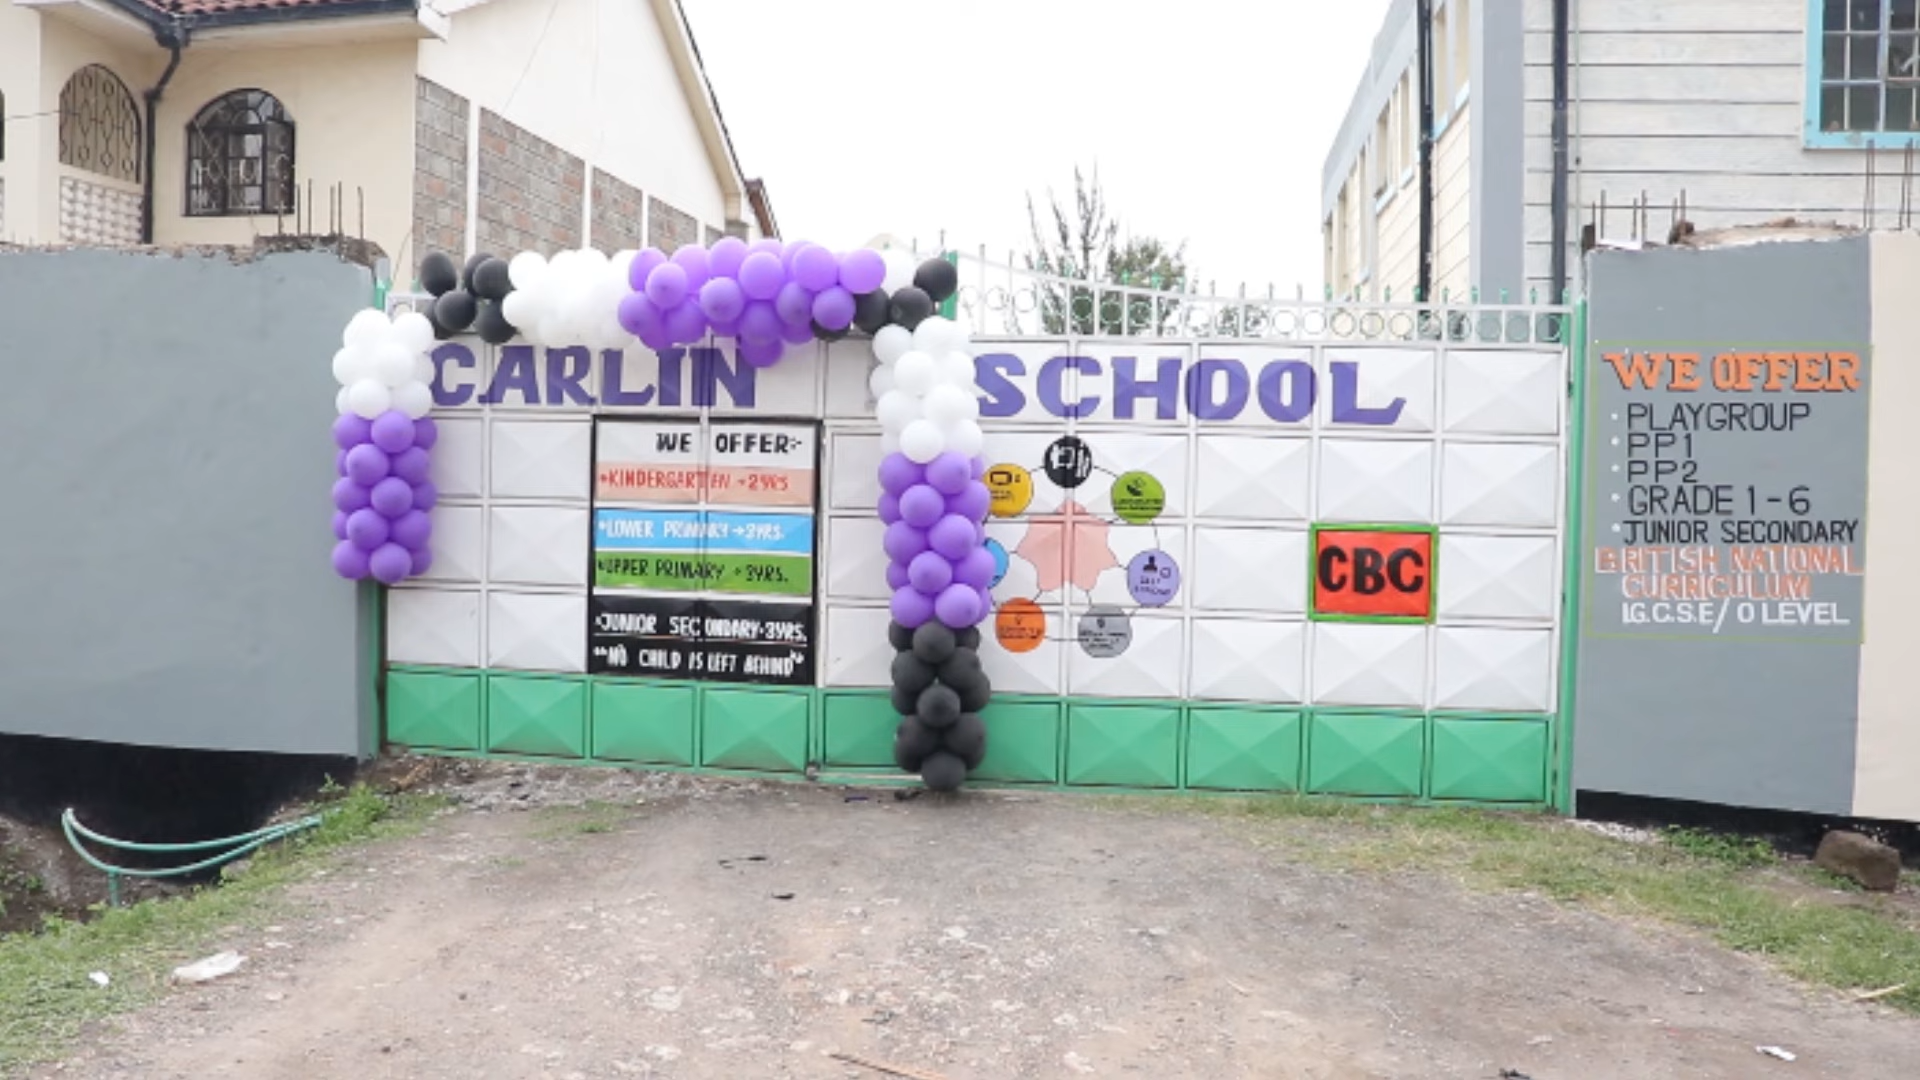 CARLIN SCHOOL
WE OFFER:-
•KINDERGARTEN →2YRS
•LOWER PRIMARY →3YRS.
•UPPER PRIMARY →3YRS.
•JUNIOR SECONDARY•3YRS.
"NO CHILD IS LEFT BEHIND"
CBC
WE OFFER
• PLAYGROUP
• PP1
• PP2
• GRADE 1-6
• JUNIOR SECONDARY
BRITISH NATIONAL
CURRICULUM
I.G.C.S.E/ O LEVEL